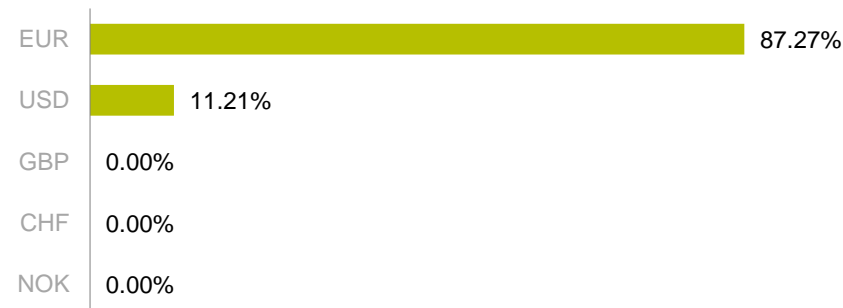 EUR 87.27%
USD 11.21%
GBP 0.00%
CHF 0.00%
NOK 0.00%